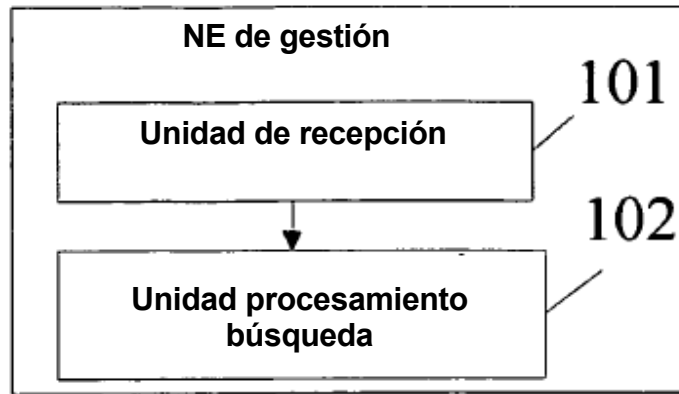 NE de gestión
101
Unidad de recepción
102
Unidad procesamiento
búsqueda